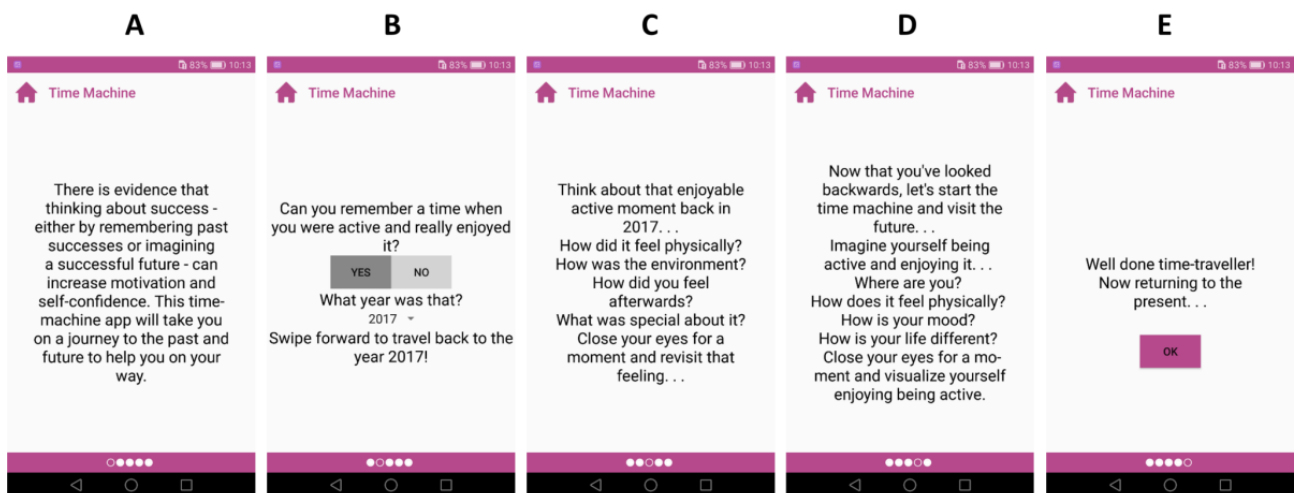 A
B
C
D
E
83% 10:13
Time Machine
There is evidence that
thinking about success -
either by remembering past
successes or imagining
a successful future - can
increase motivation and
self-confidence. This time-
machine app will take you
on a journey to the past and
future to help you on your
way.
83% 10:13
Time Machine
Can you remember a time when
you were active and really enjoyed
it?
YES NO
What year was that?
2017
Swipe forward to travel back to the
year 2017!
83% 10:13
Time Machine
Think about that enjoyable
active moment back in
2017. . .
How did it feel physically?
How was the environment?
How did you feel
afterwards?
What was special about it?
Close your eyes for a
moment and revisit that
feeling. . .
83% 10:13
Time Machine
Now that you've looked
backwards, let's start the
time machine and visit the
future. . .
Imagine yourself being
active and enjoying it. . .
Where are you?
How does it feel physically?
How is your mood?
How is your life different?
Close your eyes for a mo-
ment and visualize yourself
enjoying being active.
83% 10:13
Time Machine
Well done time-traveller!
Now returning to the
present. . .
OK